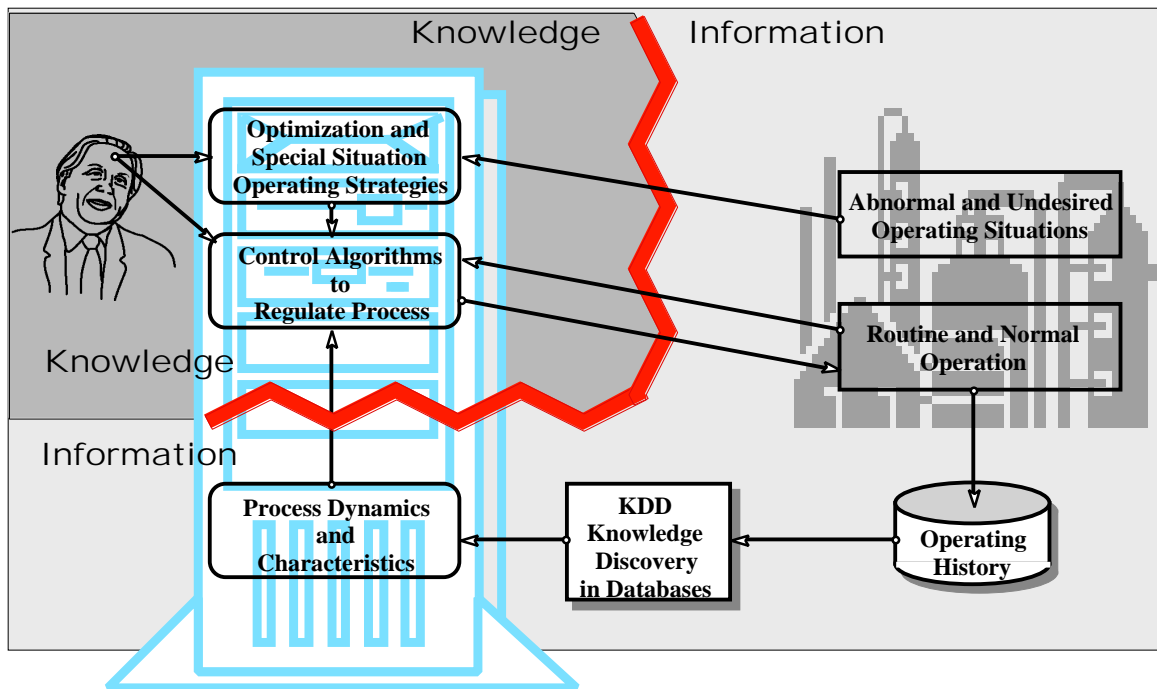 Knowledge
Information
Optimization and
Special Situation
Operating Strategies
Abnormal and Undesired
Operating Situations
Control Algorithms
to
Regulate Process
Routine and Normal
Operation
Knowledge
Information
Process Dynamics
and
Characteristics
KDD
Knowledge
Discovery
in Databases
Operating
History